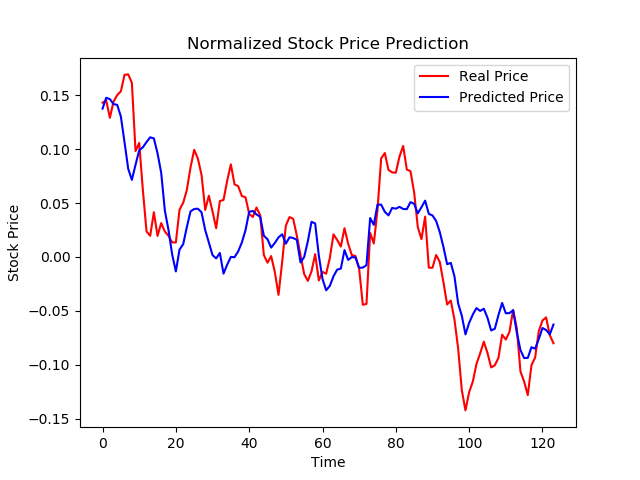 Normalized Stock Price Prediction
Real Price
Predicted Price
0.15
0.10
0.05
0.00
−0.05
−0.10
−0.15
Stock Price
0 20 40 60 80 100 120
Time